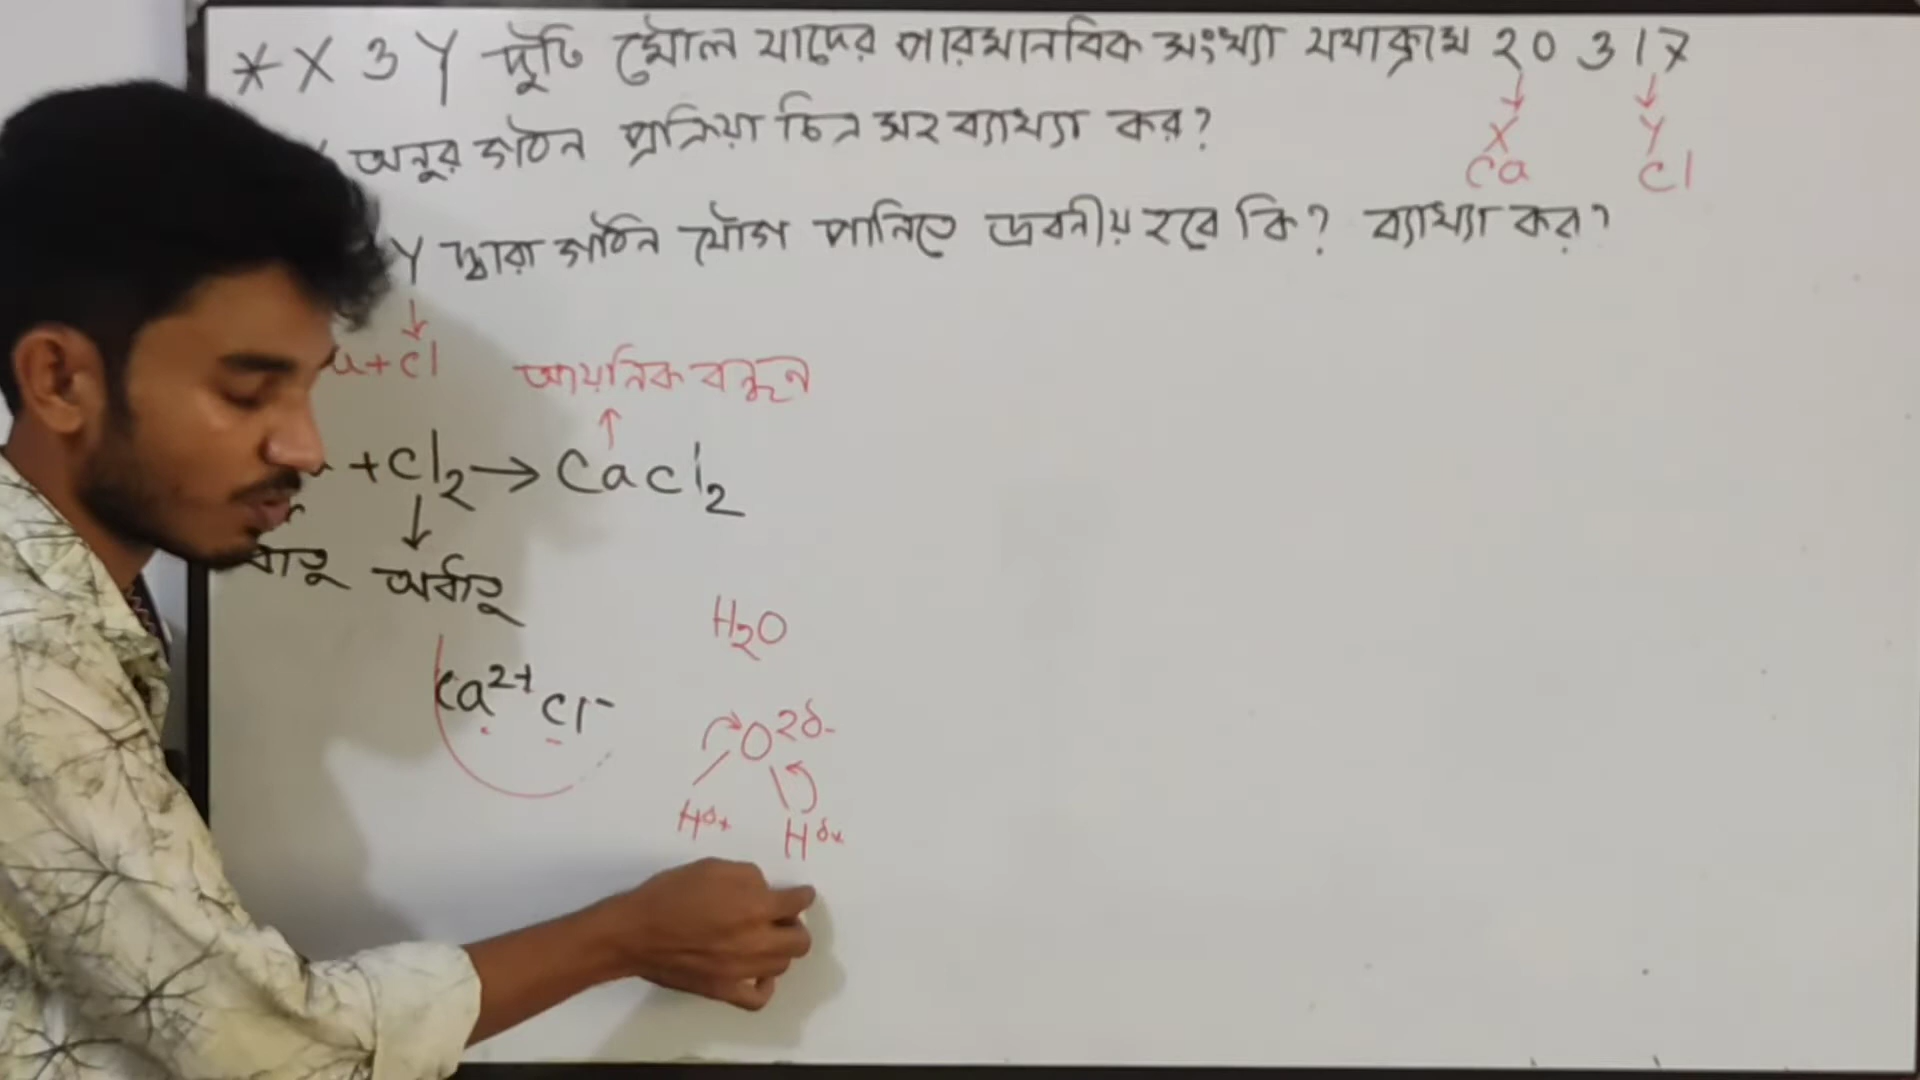 * X ও Y দুটি মৌল যাদের পারমানবিক সংখ্যা যথাক্রমে ২০ ও ১৭
X Y
Ca Cl
অনুর গঠন প্রক্রিয়া চিত্র সহ ব্যাখ্যা কর?
Y দ্বারা গঠিন যৌগ পানিতে দ্রবনীয় হবে কি? ব্যাখ্যা কর?
+ Cl আয়নিক বন্ধন
+ Cl2 → CaCl2
ধাতু অধাতু
H2O
Ca2+ Cl-
O2δ-
Hδ+ Hδ+